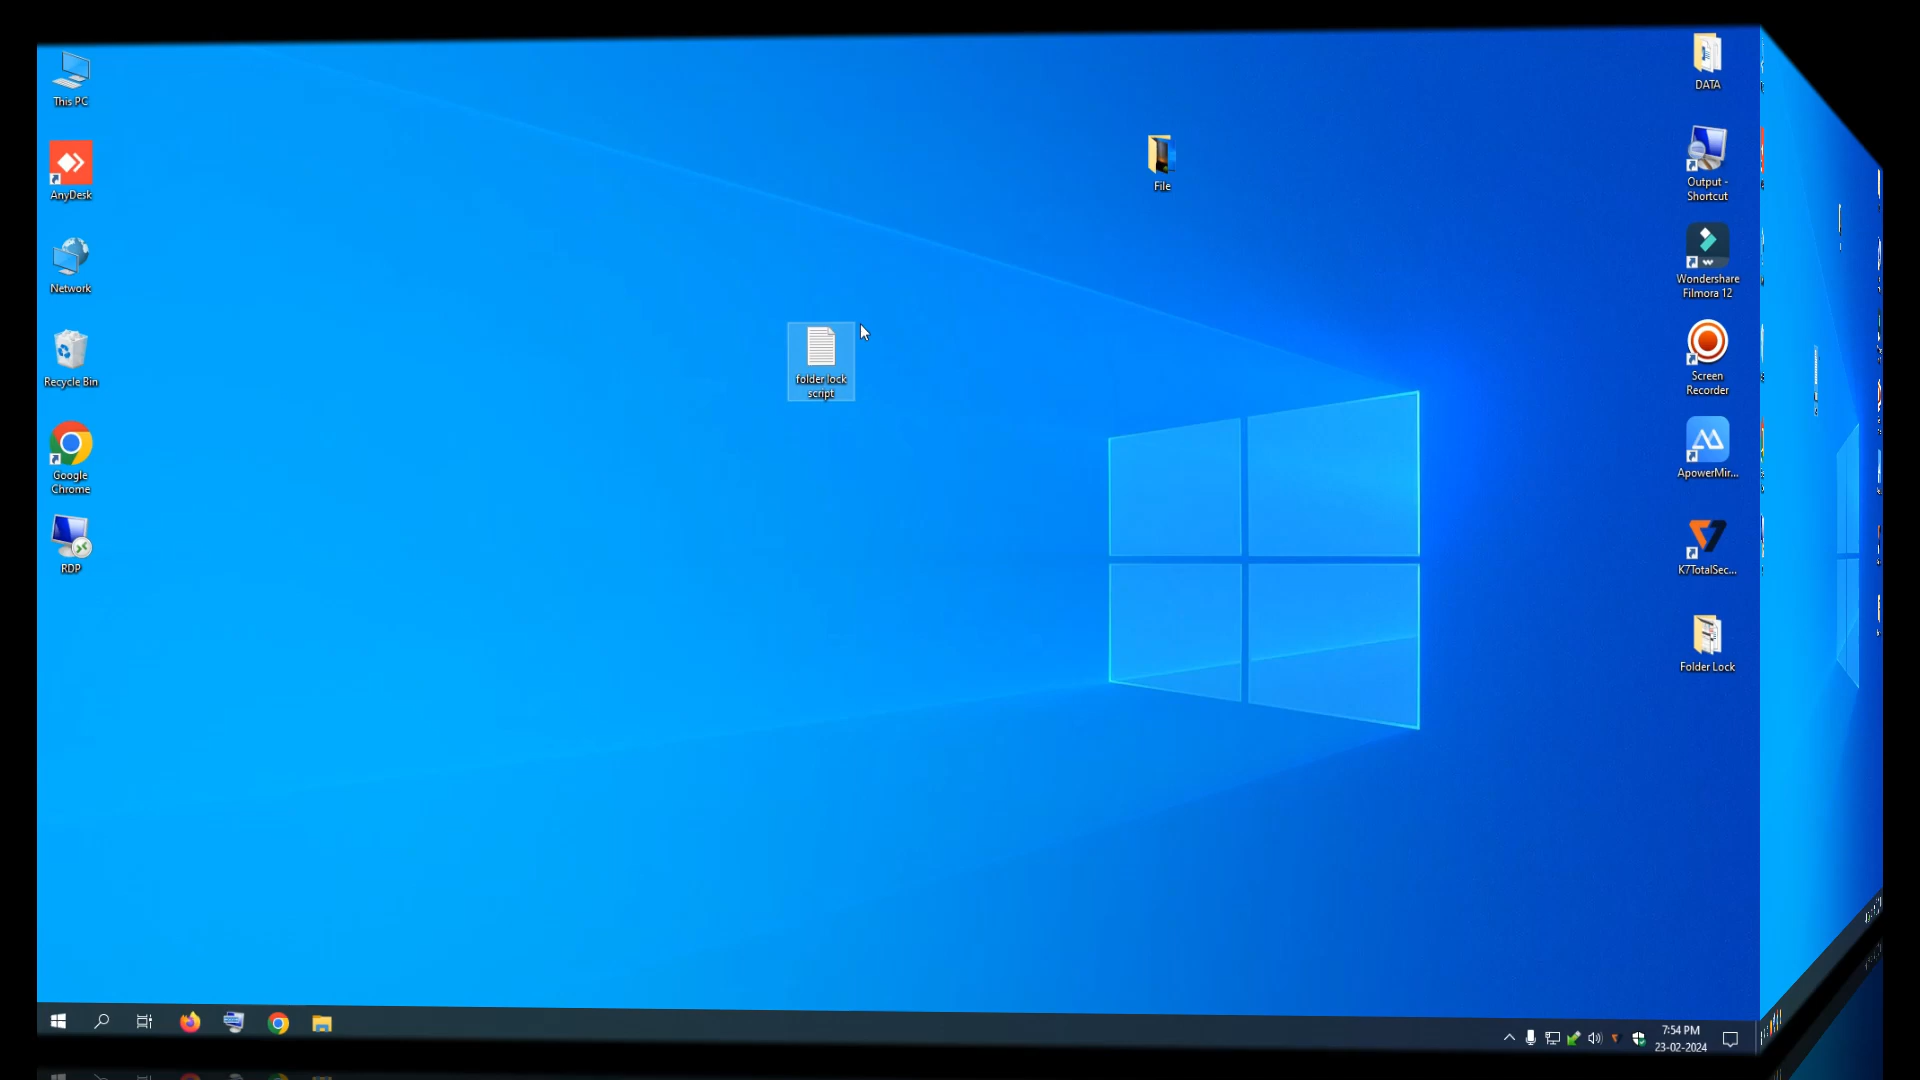 This PC
AnyDesk
Network
Recycle Bin
Google
Chrome
RDP
folder lock
script
File
DATA
Output -
Shortcut
Wondershare
Filmora 12
Screen
Recorder
ApowerMir...
K7TotalSec...
Folder Lock
7:54 PM
23-02-2024